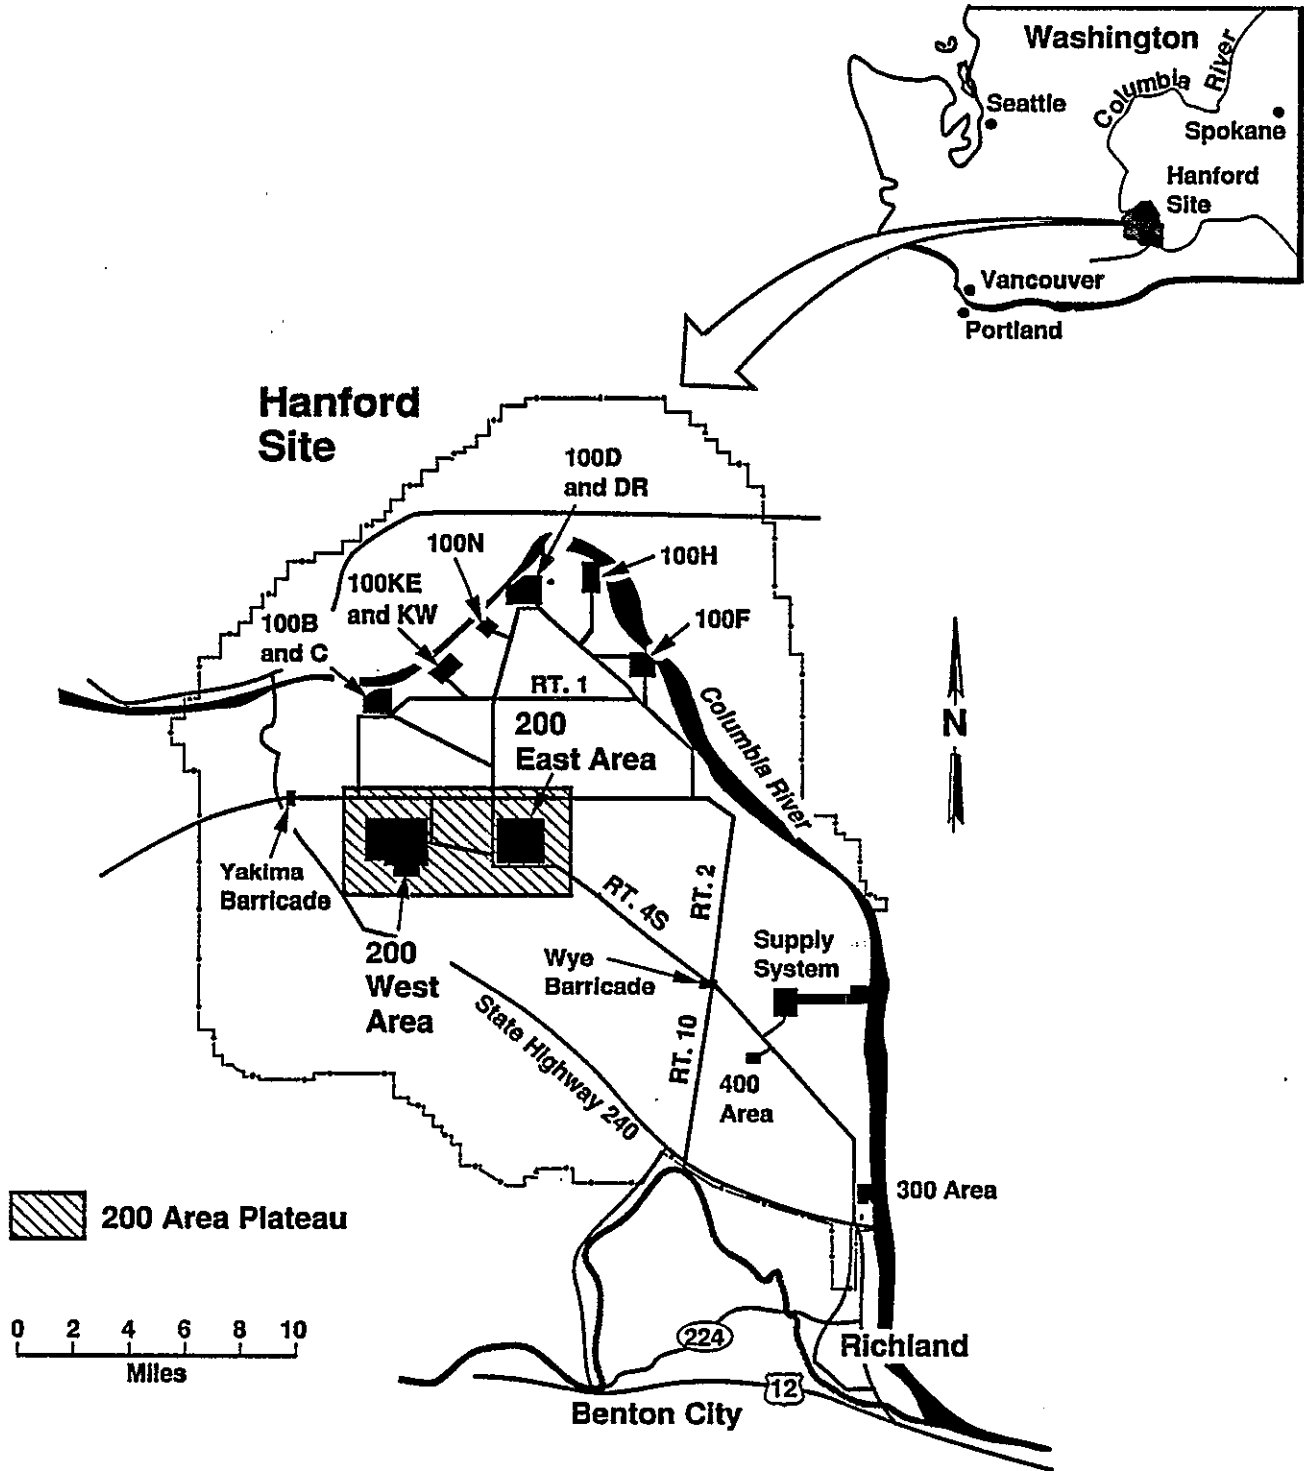 Washington
Columbia
River
Seattle
Spokane
Hanford
Site
Vancouver
Portland
Hanford
Site
100D
and DR
100N
100H
100KE
and KW
100F
100B
and C
RT. 1
200
East Area
Columbia River
N
Yakima
Barricade
RT. 4S
RT. 2
200
West
Area
Wye
Barricade
Supply
System
State Highway 240
RT. 10
400
Area
300 Area
200 Area Plateau
0 2 4 6 8 10
Miles
224
Richland
12
Benton City